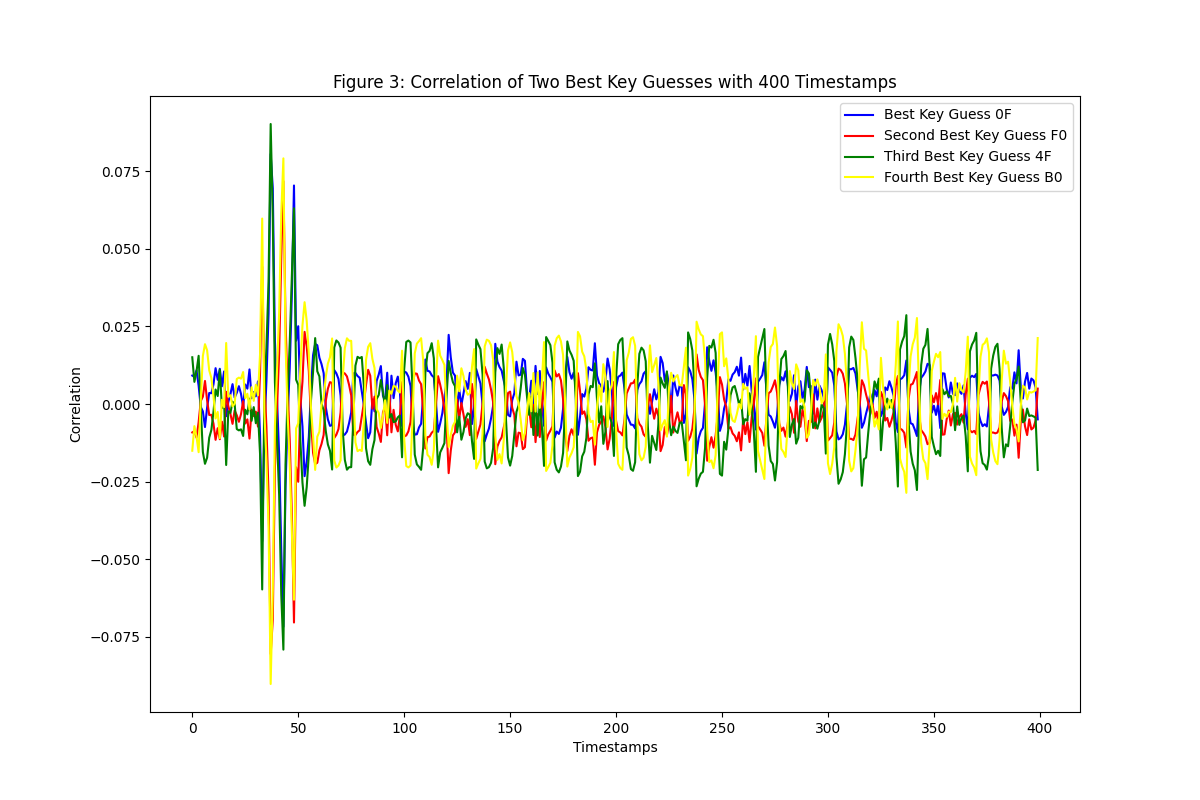 Figure 3: Correlation of Two Best Key Guesses with 400 Timestamps
Best Key Guess 0F
Second Best Key Guess F0
Third Best Key Guess 4F
Fourth Best Key Guess B0
0.075
0.050
0.025
0.000
−0.025
−0.050
−0.075
Correlation
0 50 100 150 200 250 300 350 400
Timestamps